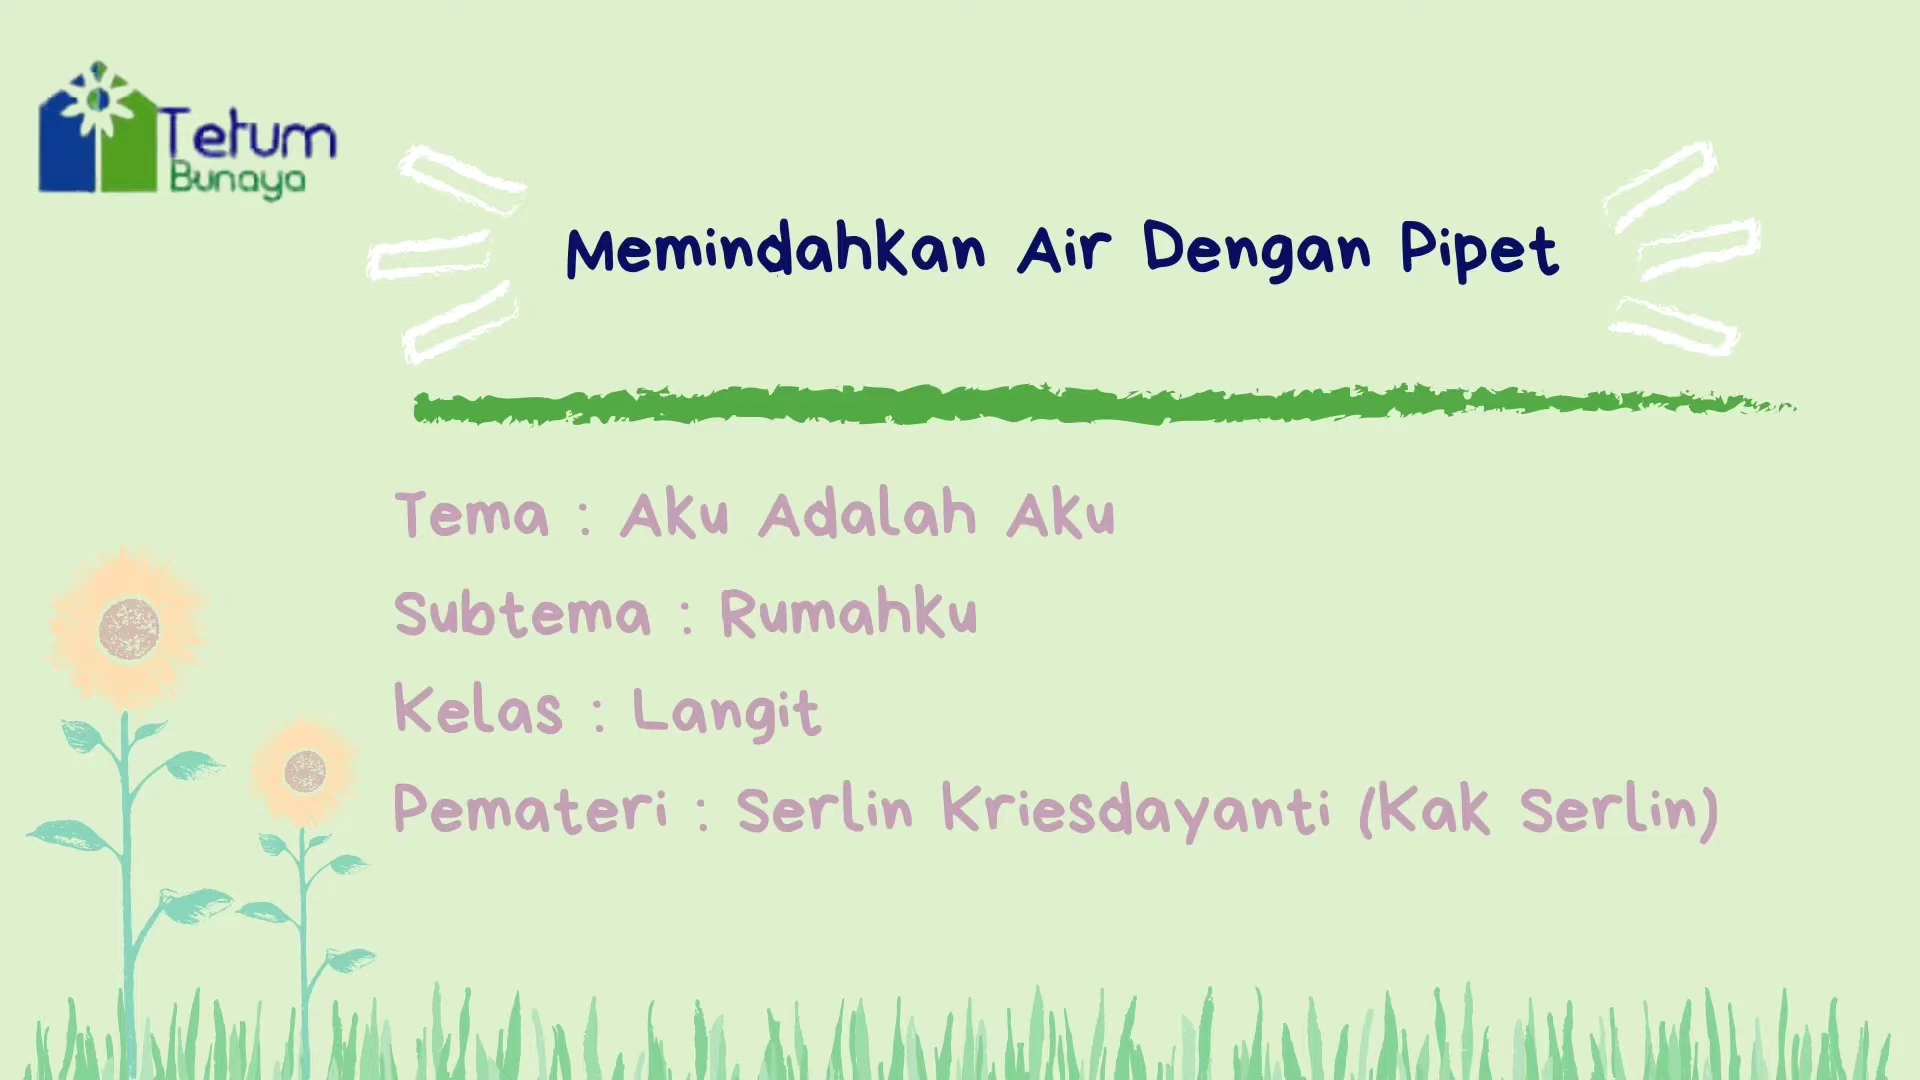 Tetum
Bunaya
Memindahkan Air Dengan Pipet
Tema : Aku Adalah Aku
Subtema : Rumahku
Kelas : Langit
Pemateri : Serlin Kriesdayanti (Kak Serlin)